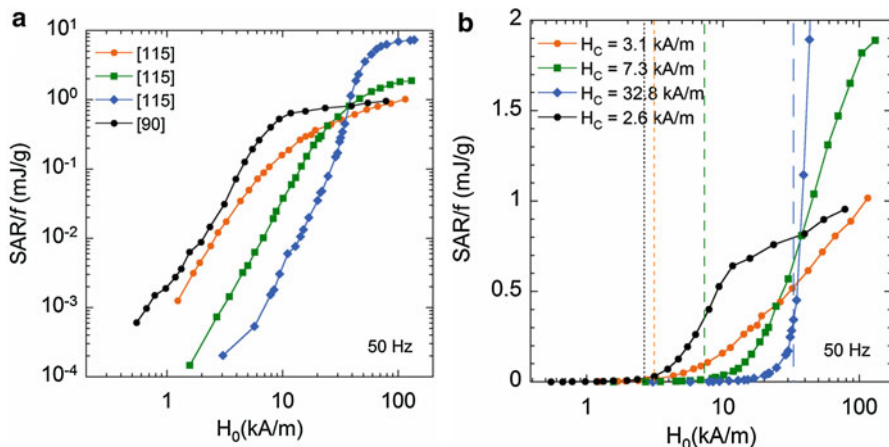 a
SAR/f (mJ/g)
10¹
10⁰
10⁻¹
10⁻²
10⁻³
10⁻⁴
[115]
[115]
[115]
[90]
50 Hz
1 10 100
H₀(kA/m)
b
SAR/f (mJ/g)
2
1.5
1
0.5
0
H_C = 3.1 kA/m
H_C = 7.3 kA/m
H_C = 32.8 kA/m
H_C = 2.6 kA/m
50 Hz
1 10 100
H₀(kA/m)